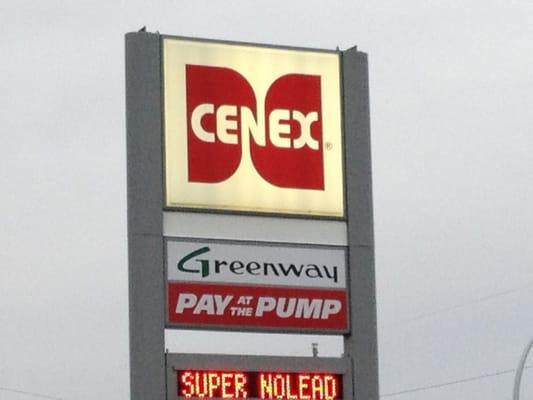 CENEX®
Greenway
PAY AT THE PUMP
SUPER NOLEAD